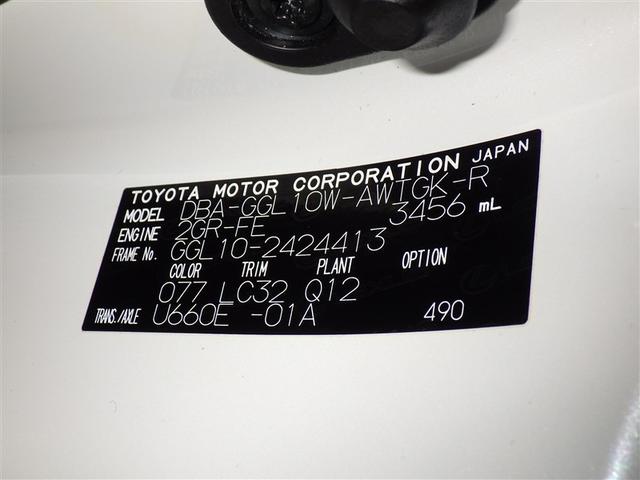 TOYOTA MOTOR CORPORATION JAPAN
MODEL DBA-GGL10W-AWTGK-R
ENGINE 2GR-FE 3456 mL
FRAME No. GGL10-2424413
COLOR TRIM PLANT OPTION
077 LC32 Q12
TRANS./AXLE U660E -01A 490